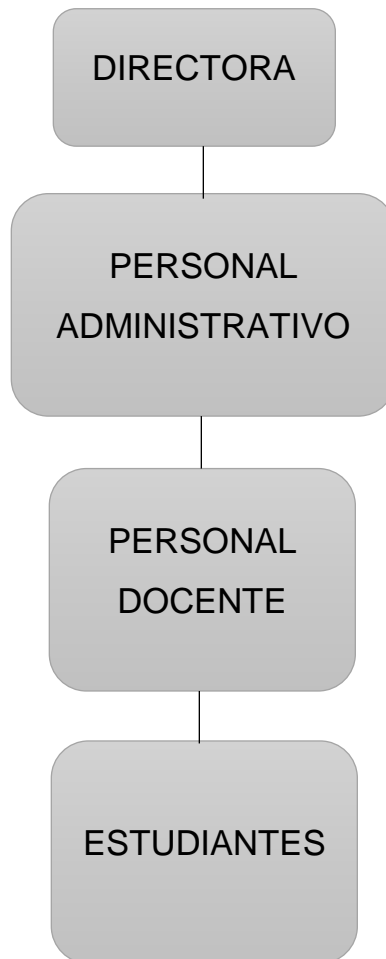 DIRECTORA
PERSONAL
ADMINISTRATIVO
PERSONAL
DOCENTE
ESTUDIANTES